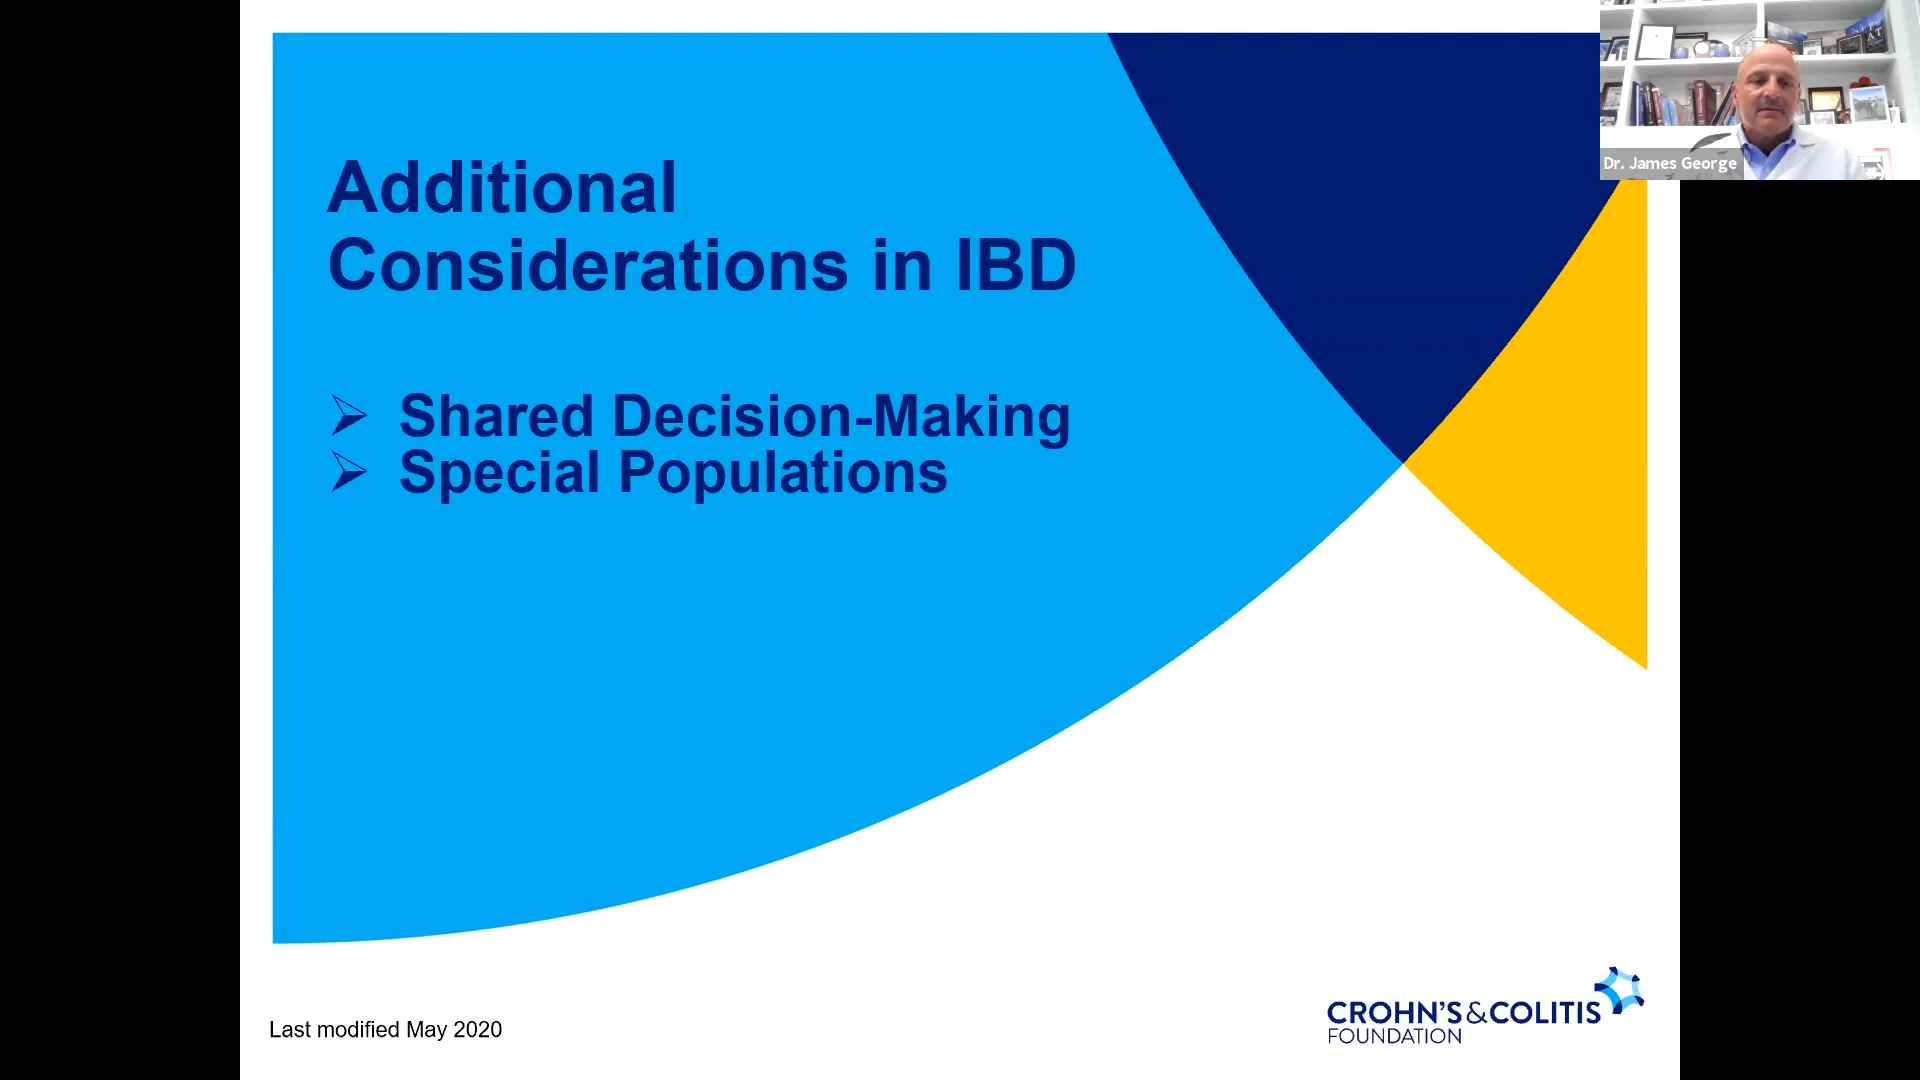 Additional
Considerations in IBD
Shared Decision-Making
Special Populations
Dr. James George
Last modified May 2020
CROHN'S & COLITIS
FOUNDATION